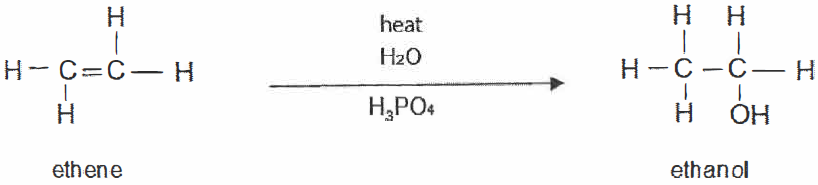 H H H
heat
H – C = C – H H₂O H – C – C – H
H H₃PO₄ H OH
ethene ethanol